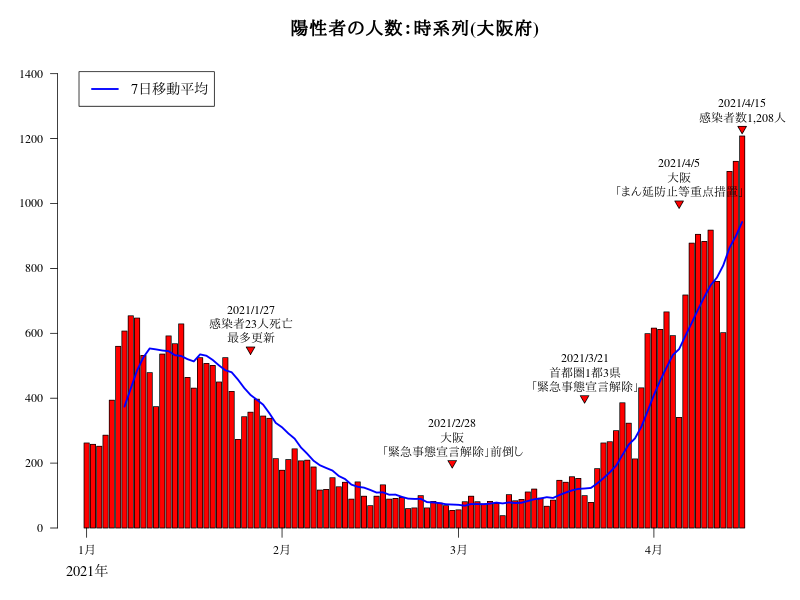 陽性者の人数：時系列(大阪府)
7日移動平均
1400
1200
1000
800
600
400
200
0
2021/1/27
感染者23人死亡
最多更新
2021/2/28
大阪
「緊急事態宣言解除」前倒し
2021/3/21
首都圏1都3県
「緊急事態宣言解除」
2021/4/5
大阪
「まん延防止等重点措置」
2021/4/15
感染者数1,208人
1月
2月
3月
4月
2021年